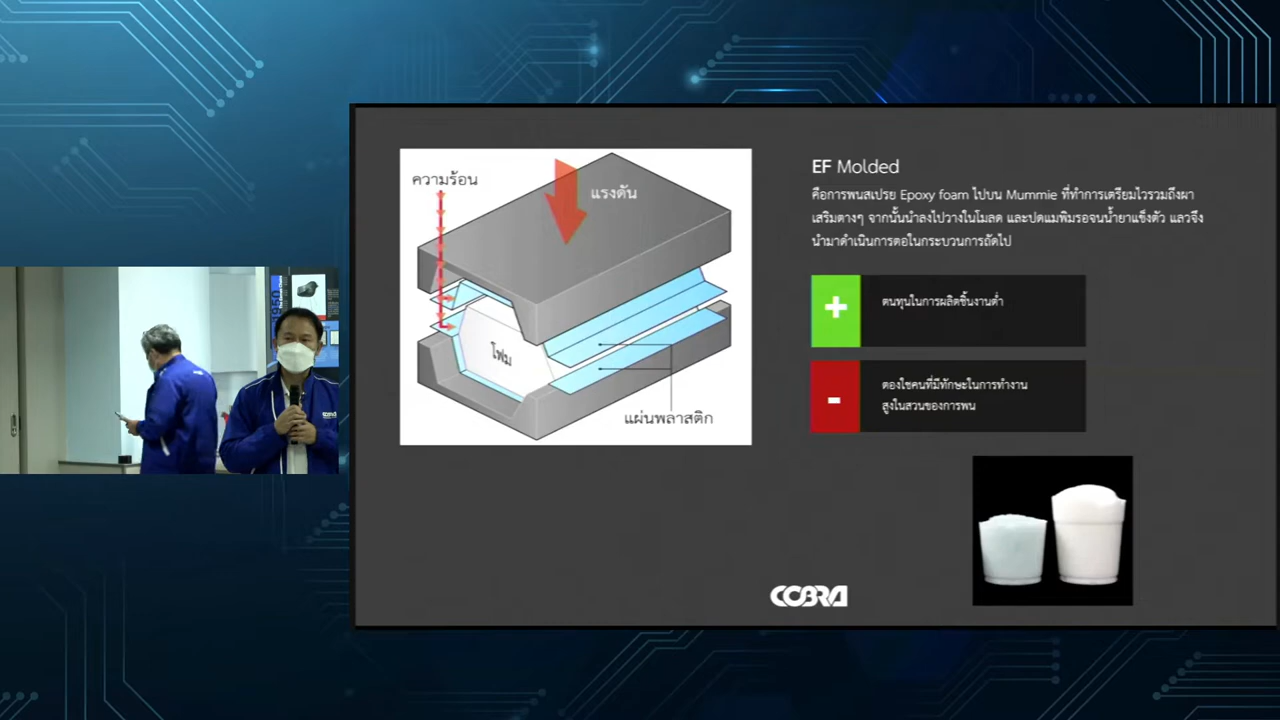 ความร้อน
แรงดัน
โฟม
แผ่นพลาสติก
EF Molded
คือการพนสเปรย Epoxy foam ไปบน Mummie ที่ทำการเตรียมไวรวมถึงผา
เสริมตางๆ จากนั้นนำลงไปวางในโมลด และปดแมพิมรอจนน้ำยาแข็งตัว แลวจึง
นำมาดำเนินการตอในกระบวนการถัดไป
+
ตนทุนในการผลิตชิ้นงานต่ำ
-
ตองใชคนที่มีทักษะในการทำงาน
สูงในสวนของการพน
COBRA